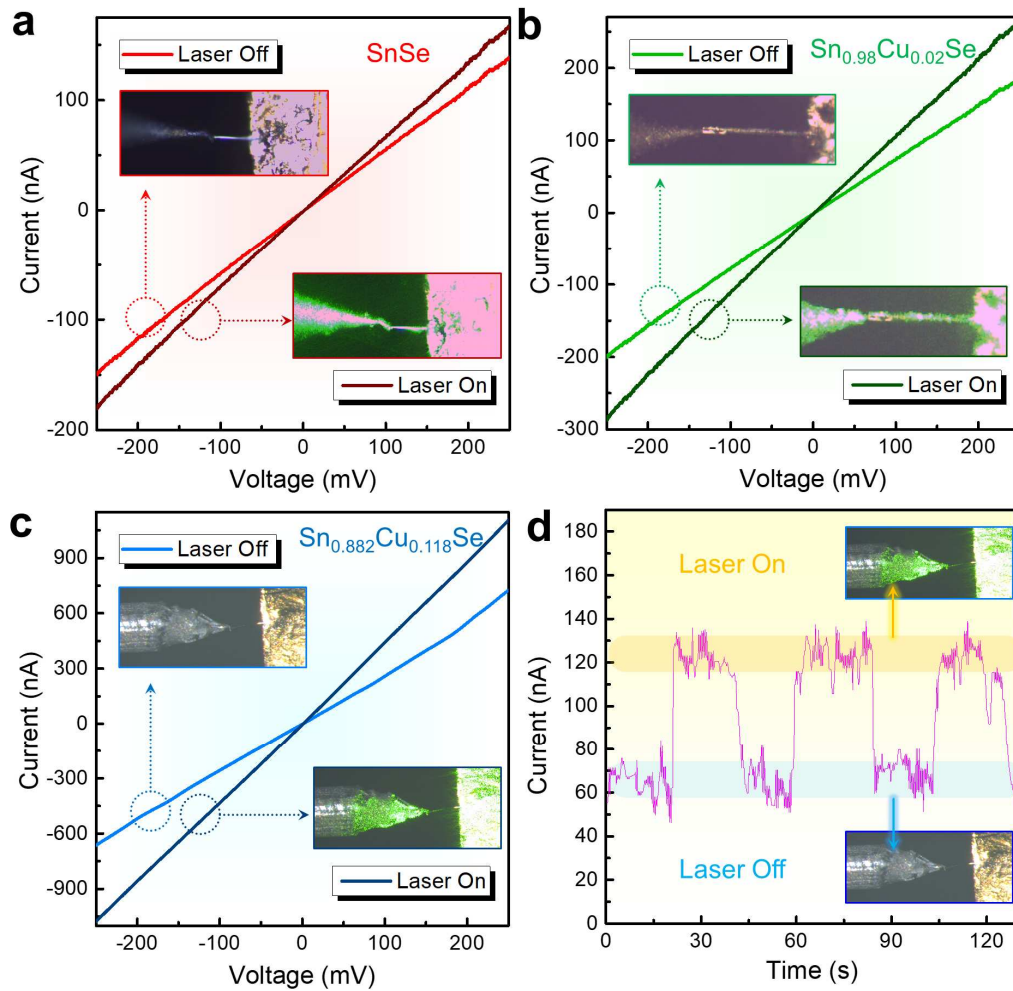 a
Laser Off
SnSe
Laser On
100
0
-100
-200
Current (nA)
-200 -100 0 100 200
Voltage (mV)
b
Laser Off
Sn0.98Cu0.02Se
Laser On
200
100
0
-100
-200
-300
Current (nA)
-200 -100 0 100 200
Voltage (mV)
c
Laser Off
Sn0.882Cu0.118Se
Laser On
900
600
300
0
-300
-600
-900
Current (nA)
-200 -100 0 100 200
Voltage (mV)
d
Laser On
Laser Off
180
160
140
120
100
80
60
40
20
0
Current (nA)
0 30 60 90 120
Time (s)